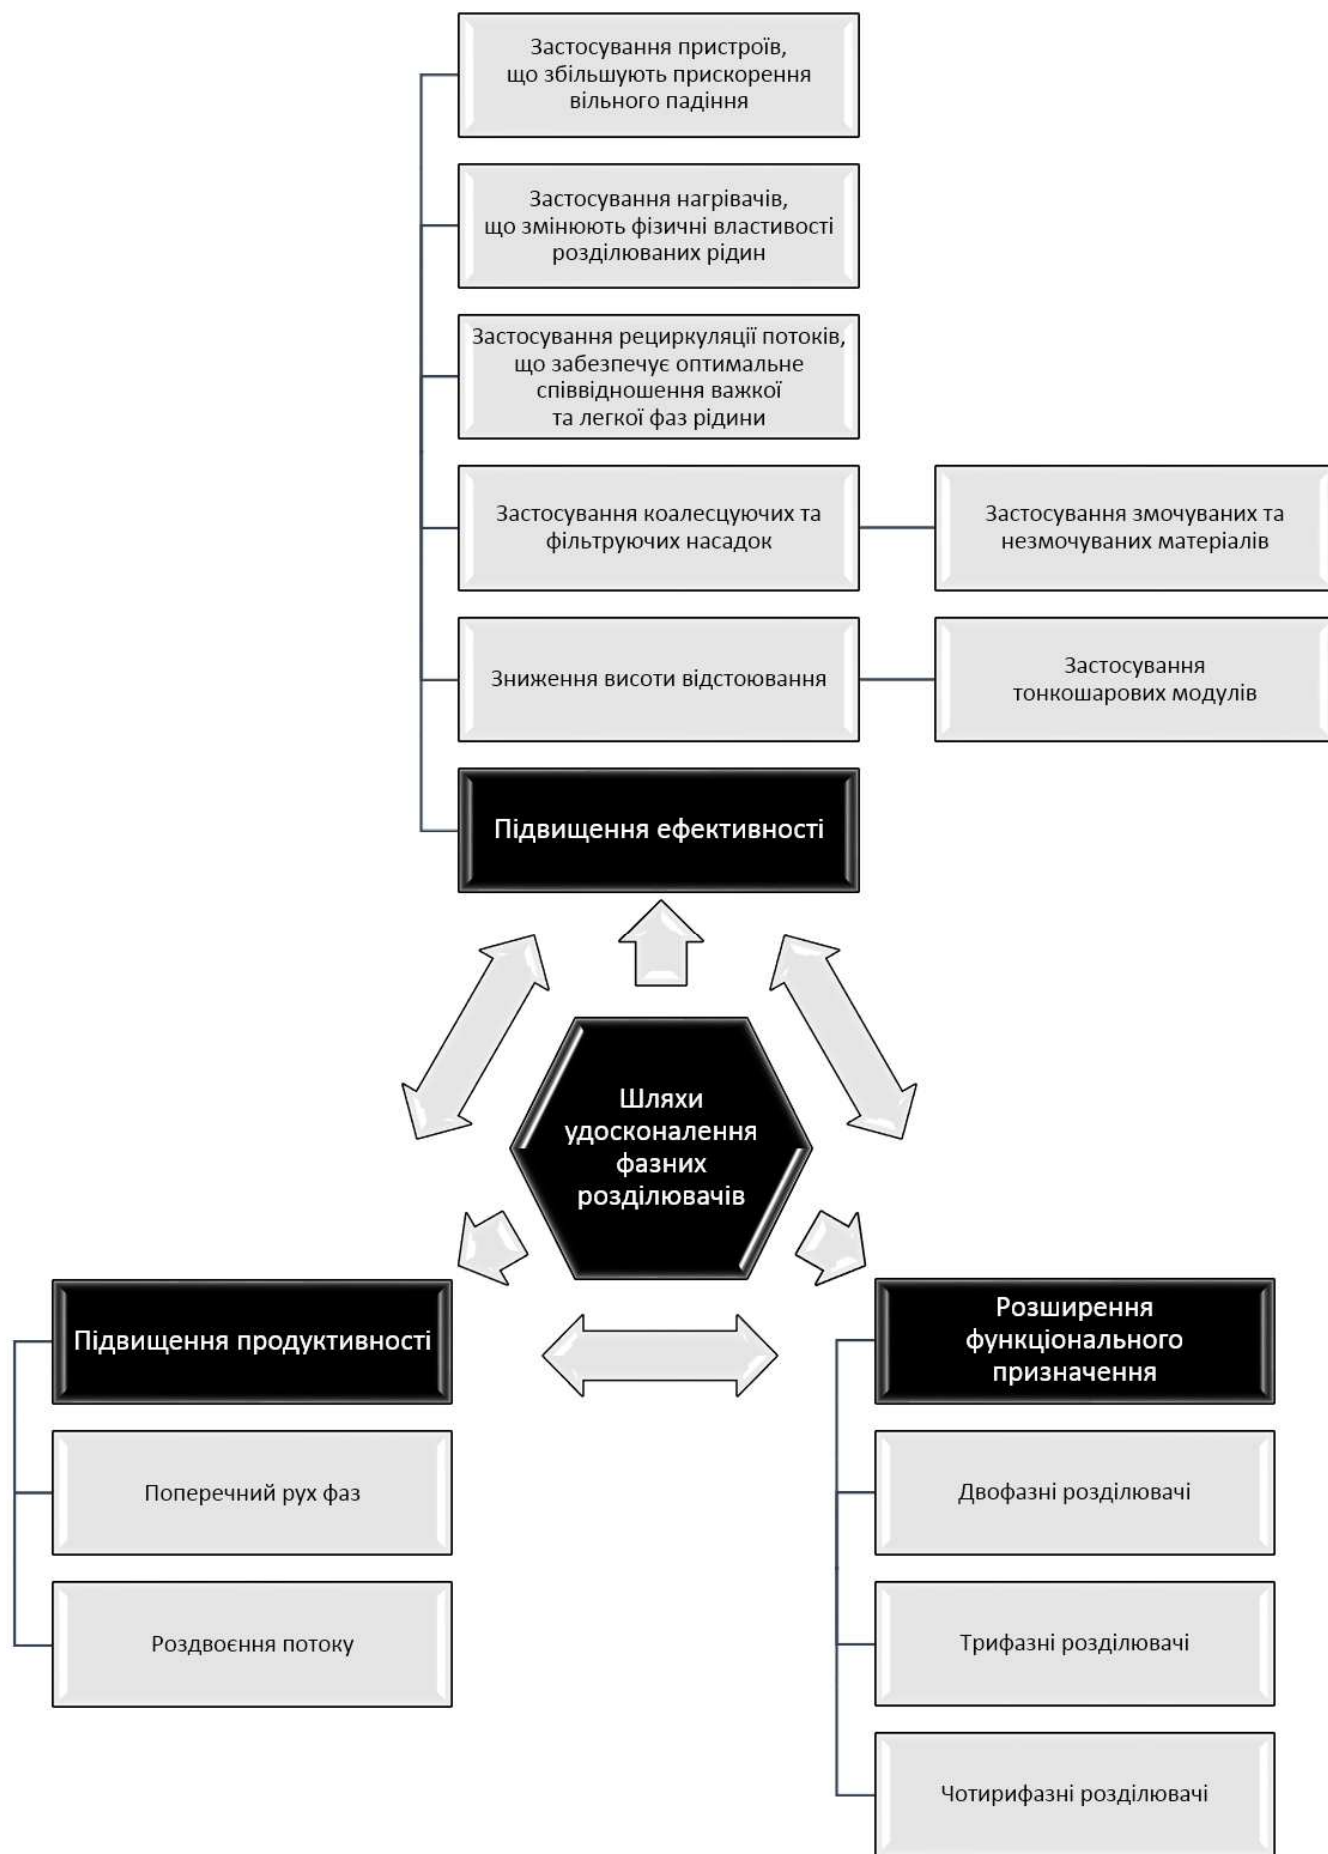 Застосування пристроїв,
що збільшують прискорення
вільного падіння
Застосування нагрівачів,
що змінюють фізичні властивості
розділюваних рідин
Застосування рециркуляції потоків,
що забезпечує оптимальне
співвідношення важкої
та легкої фаз рідини
Застосування коалесцуючих та
фільтруючих насадок
Застосування змочуваних та
незмочуваних матеріалів
Зниження висоти відстоювання
Застосування
тонкошарових модулів
Підвищення ефективності
Шляхи
удосконалення
фазних
розділювачів
Підвищення продуктивності
Поперечний рух фаз
Роздвоєння потоку
Розширення
функціонального
призначення
Двофазні розділювачі
Трифазні розділювачі
Чотирифазні розділювачі